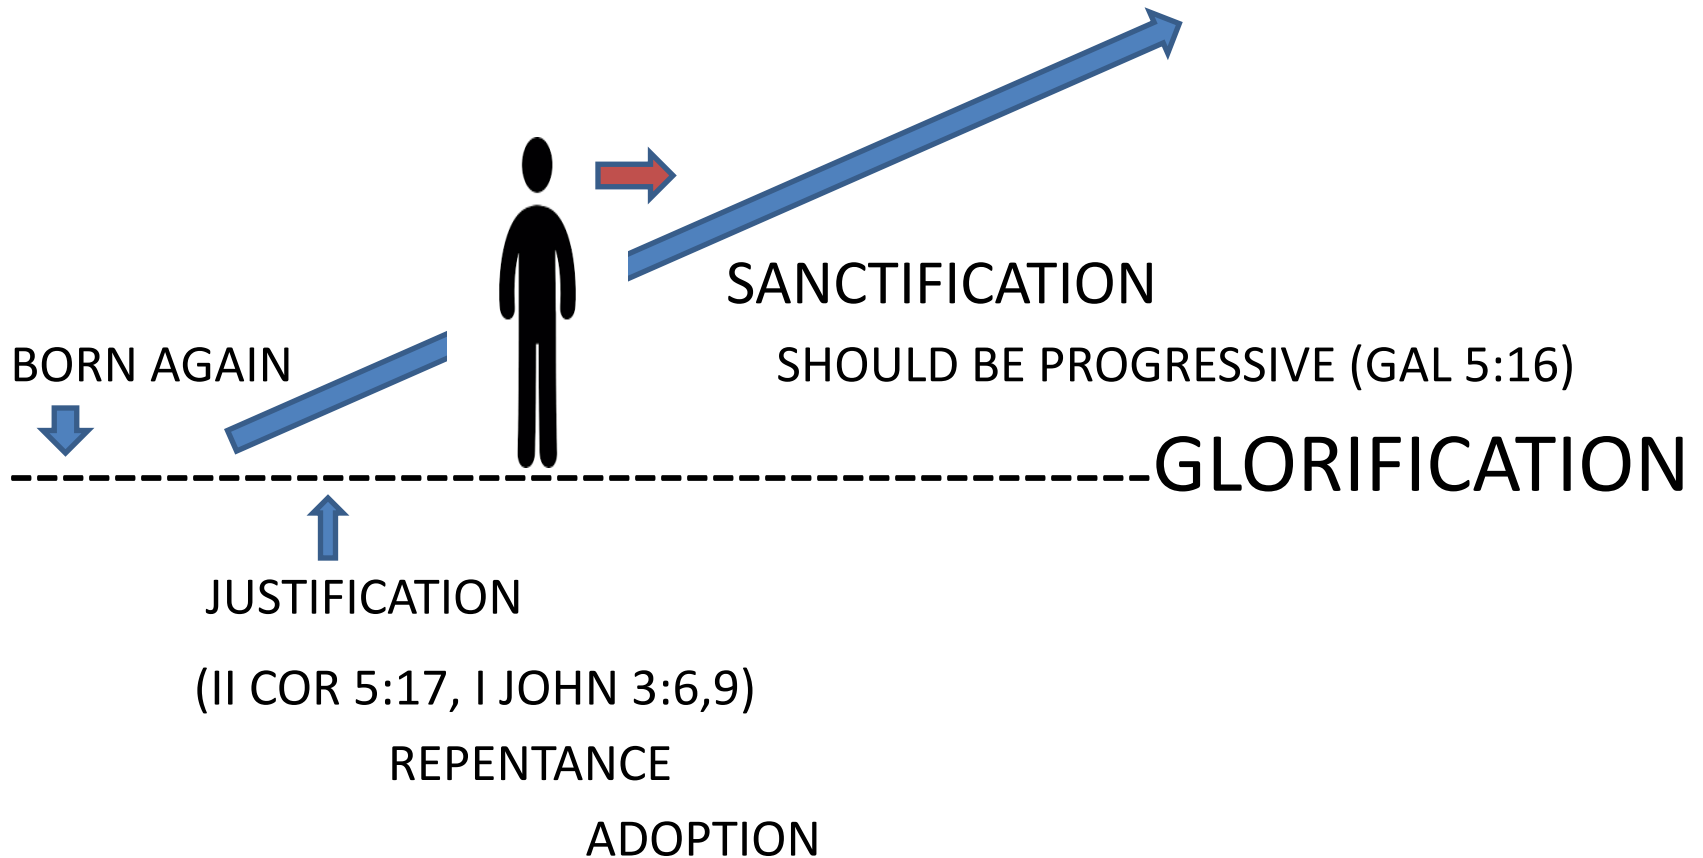 SANCTIFICATION
BORN AGAIN
SHOULD BE PROGRESSIVE (GAL 5:16)
GLORIFICATION
JUSTIFICATION
(II COR 5:17, I JOHN 3:6,9)
REPENTANCE
ADOPTION